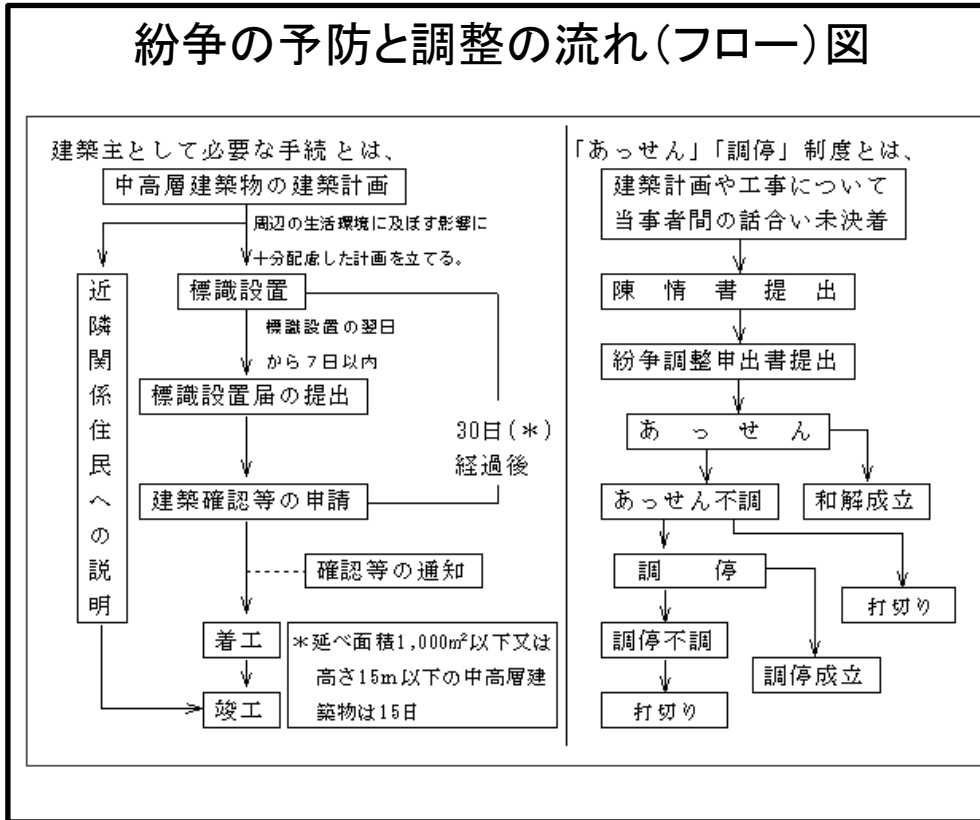 紛争の予防と調整の流れ(フロー)図
建築主として必要な手続とは、
中高層建築物の建築計画
周辺の生活環境に及ぼす影響に
十分配慮した計画を立てる。
近隣関係住民への説明
標識設置
標識設置の翌日
から7日以内
標識設置届の提出
30日(*)
経過後
建築確認等の申請
確認等の通知
着工
竣工
*延べ面積1,000㎡以下又は
高さ15m以下の中高層建
築物は15日
「あっせん」「調停」制度とは、
建築計画や工事について
当事者間の話合い未決着
陳情書提出
紛争調整申出書提出
あっせん
あっせん不調
和解成立
調停
打切り
調停不調
調停成立
打切り